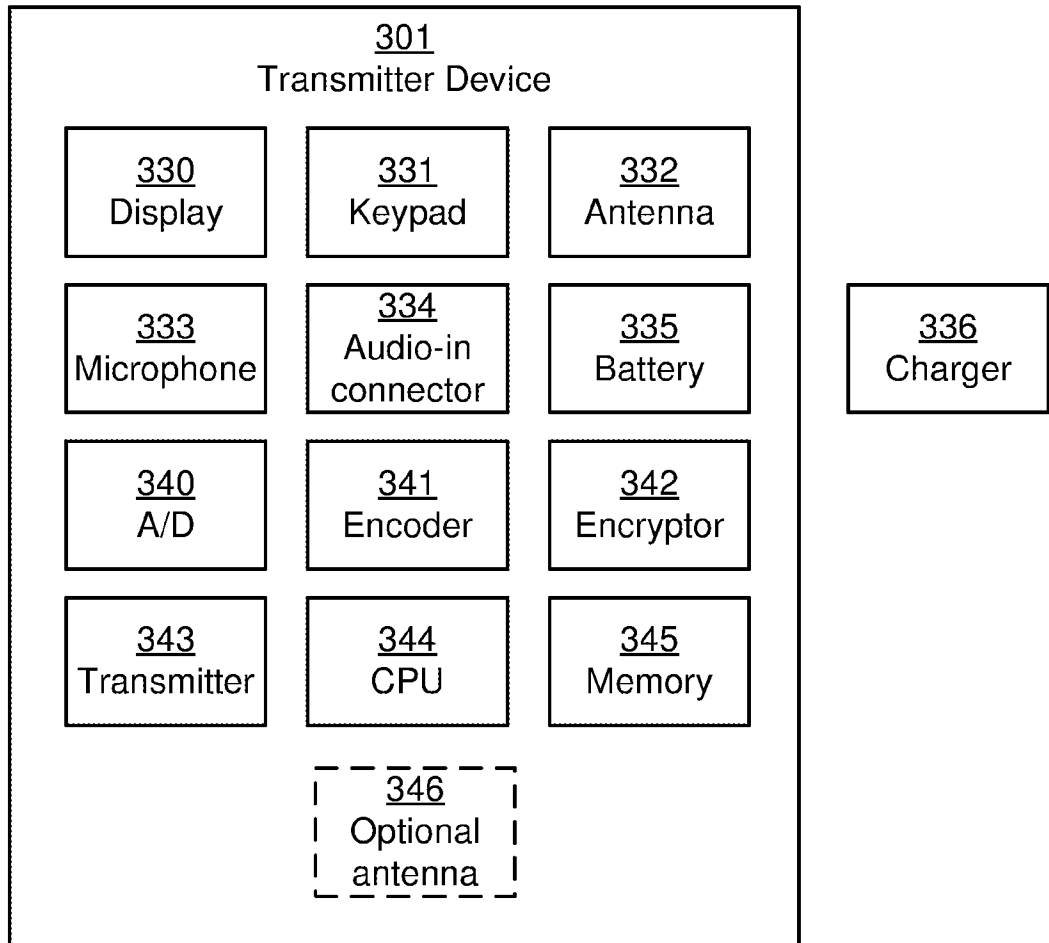 301
Transmitter Device
330
Display
331
Keypad
332
Antenna
333
Microphone
334
Audio-in
connector
335
Battery
336
Charger
340
A/D
341
Encoder
342
Encryptor
343
Transmitter
344
CPU
345
Memory
346
Optional
antenna